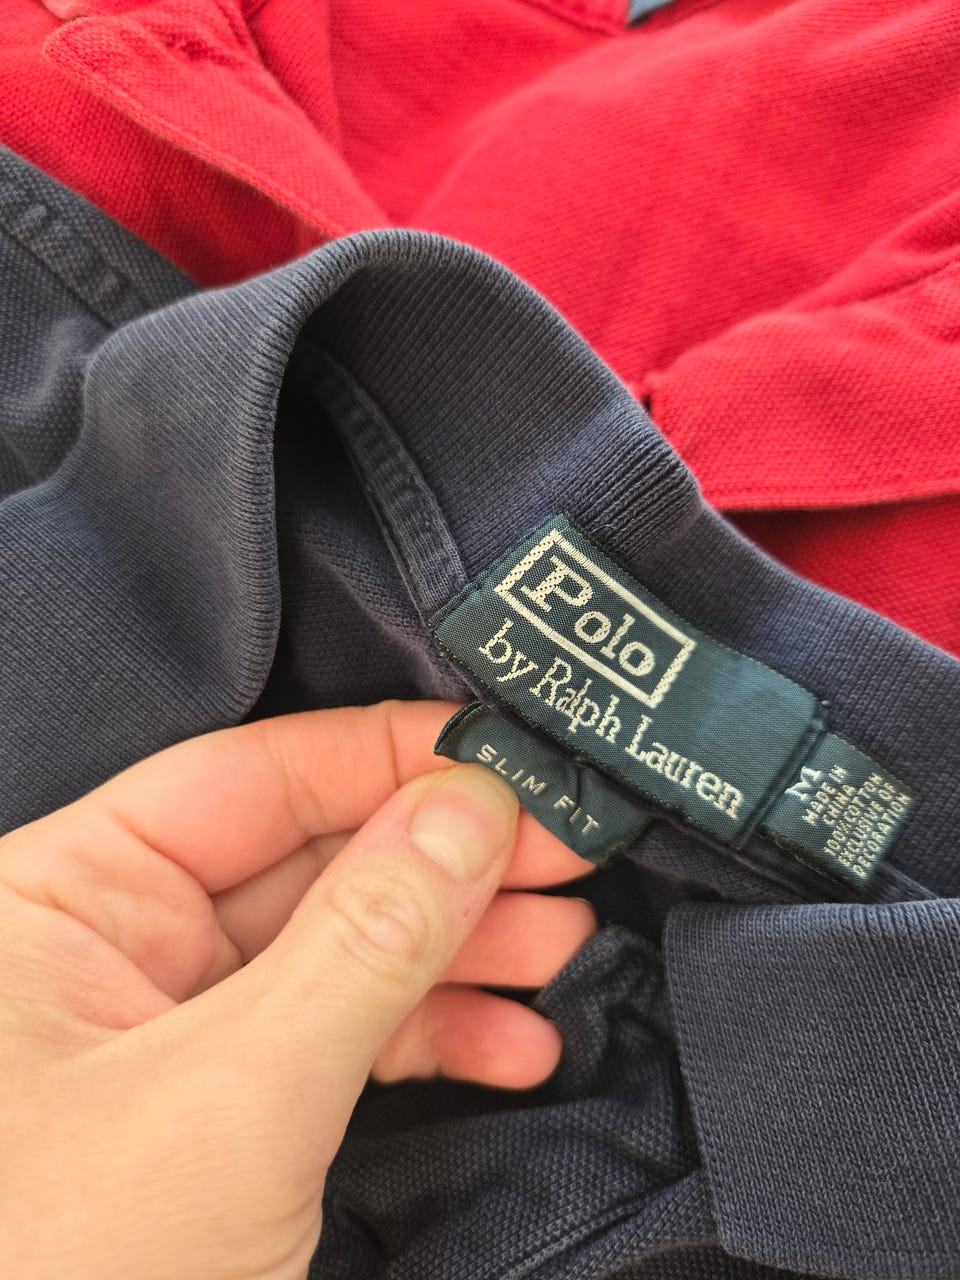 Polo
by Ralph Lauren
SLIM FIT
M
MADE IN
CHINA
100% COTTON
EXCLUSIVE OF
DECORATION